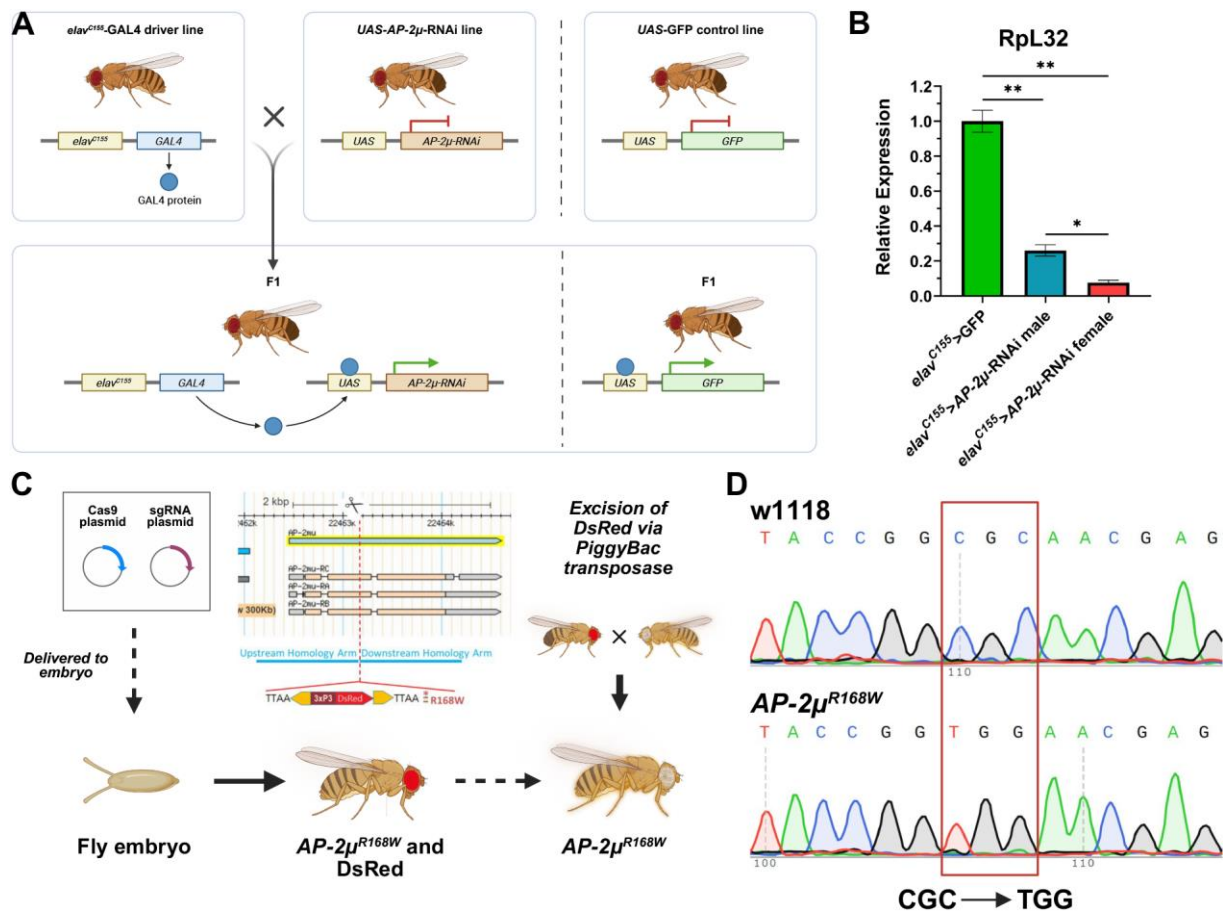 A
elavC155-GAL4 driver line
UAS-AP-2μ-RNAi line
UAS-GFP control line
elavC155
GAL4
UAS
AP-2μ-RNAi
UAS
GFP
GAL4 protein
F1
F1
elavC155
GAL4
UAS
AP-2μ-RNAi
UAS
GFP
B
RpL32
Relative Expression
**
**
*
1.2
1.0
0.8
0.6
0.4
0.2
0.0
elavC155>GFP
elavC155>AP-2μ-RNAi male
elavC155>AP-2μ-RNAi female
C
Cas9 plasmid
sgRNA plasmid
Delivered to
embryo
2 kbp
22463k
22464k
AP-2mu
AP-2mu-RC
AP-2mu-RA
AP-2mu-RB
w 300Kb)
Upstream Homology Arm
Downstream Homology Arm
TTAA
3xP3
DsRed
TTAA
R168W
Excision of
DsRed via
PiggyBac
transposase
Fly embryo
AP-2μR168W and
DsRed
AP-2μR168W
D
w1118
T A C C G G C G C A A C G A G
110
AP-2μR168W
T A C C G G T G G A A C G A G
100
110
CGC → TGG